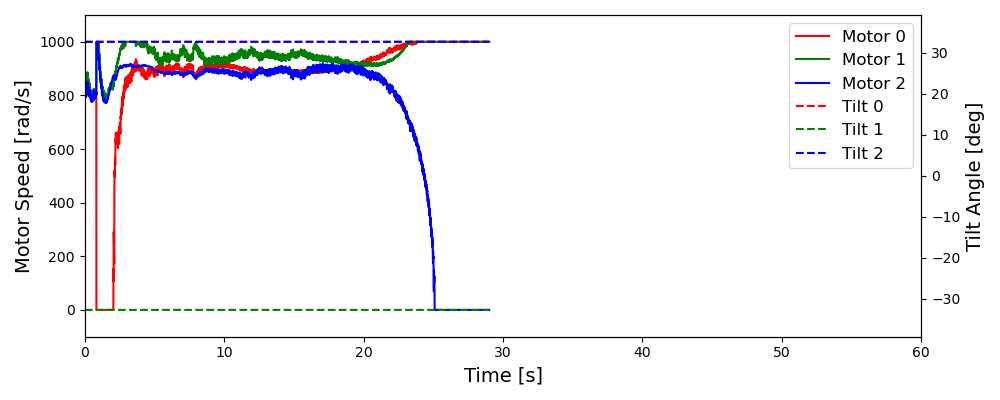 Motor Speed [rad/s]
1000
800
600
400
200
0
30
20
10
0
−10
−20
−30
Tilt Angle [deg]
Motor 0
Motor 1
Motor 2
Tilt 0
Tilt 1
Tilt 2
0 10 20 30 40 50 60
Time [s]